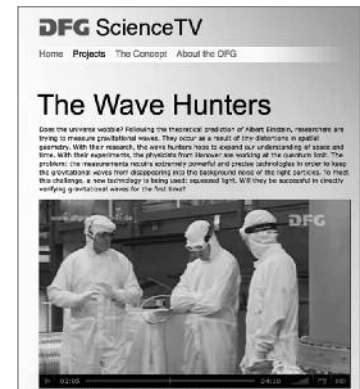 DFG ScienceTV
Home Projects The Concept About the DFG
The Wave Hunters
Does the universe wobble? Following the theoretical prediction of Albert Einstein, researchers are
trying to measure gravitational waves. They occur as a result of tiny distortions in spatial
geometry. With their research, the wave hunters hope to expand our understanding of space and
time. With their experiments, the physicists from Hanover are working at the quantum limit. The
problem: the measurements require extremely powerful and precise technologies in order to keep
the gravitational waves from disappearing into the background noise of the light particles. To meet
this challenge, a new technology is being used: squeezed light. Will they be successful in directly
verifying gravitational waves for the first time?
DFG
02:05 04:10